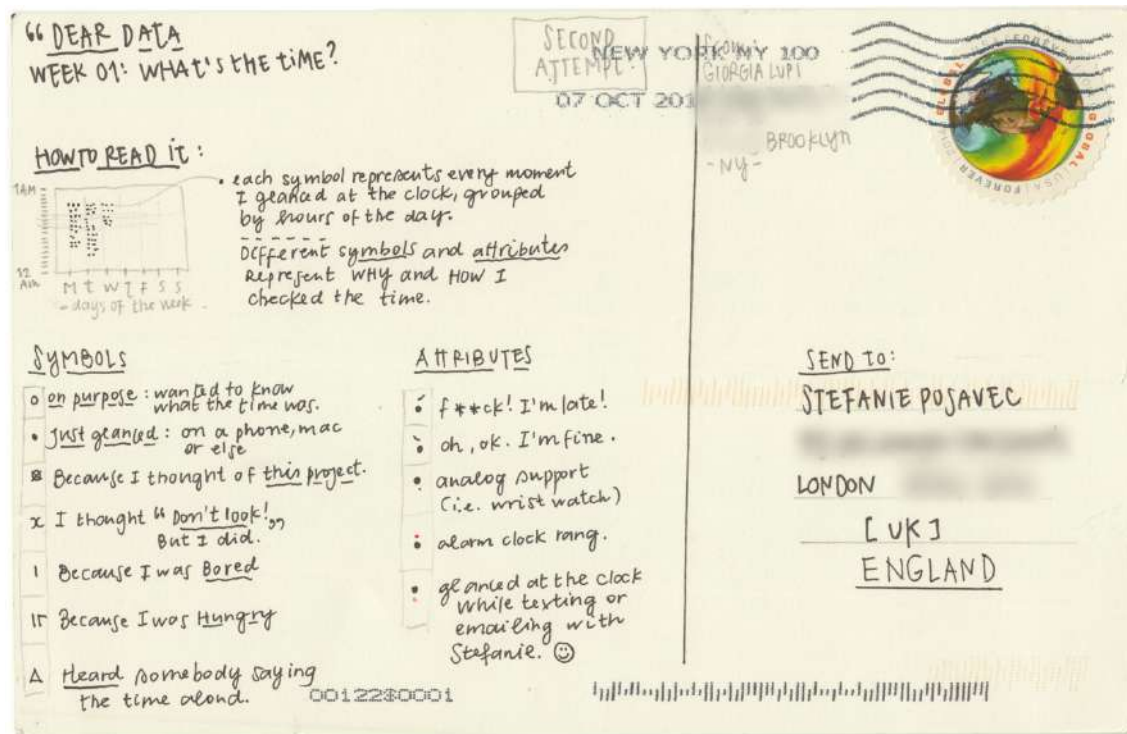 “ DEAR DATA
WEEK 01: WHAT'S THE TIME?
SECOND
ATTEMPT!
NEW YORK NY 100
07 OCT 201
GIORGIA LUPI
BROOKLYN
-NY-
GLOBAL USA FOREVER
HOW TO READ IT:
1AM
12
AM
M T W T F S S
- days of the week -
• each symbol represents every moment
I glanced at the clock, grouped
by hours of the day.
Different symbols and attributes
Represent WHY and HOW I
checked the time.
SYMBOLS
o on purpose: wanted to know
what the time was.
• Just glanced: on a phone, mac
or else
8 Because I thought of this project.
x I thought “Don't look!”
But I did.
I Because I was Bored
Because I was Hungry
Δ Heard somebody saying
the time aloud.
ATTRIBUTES
f**ck! I'm late!
oh, ok. I'm fine.
analog support
(i.e. wrist watch)
alarm clock rang.
glanced at the clock
while texting or
emailing with
Stefanie. ☺
SEND TO:
STEFANIE POSAVEC
LONDON
[UK]
ENGLAND